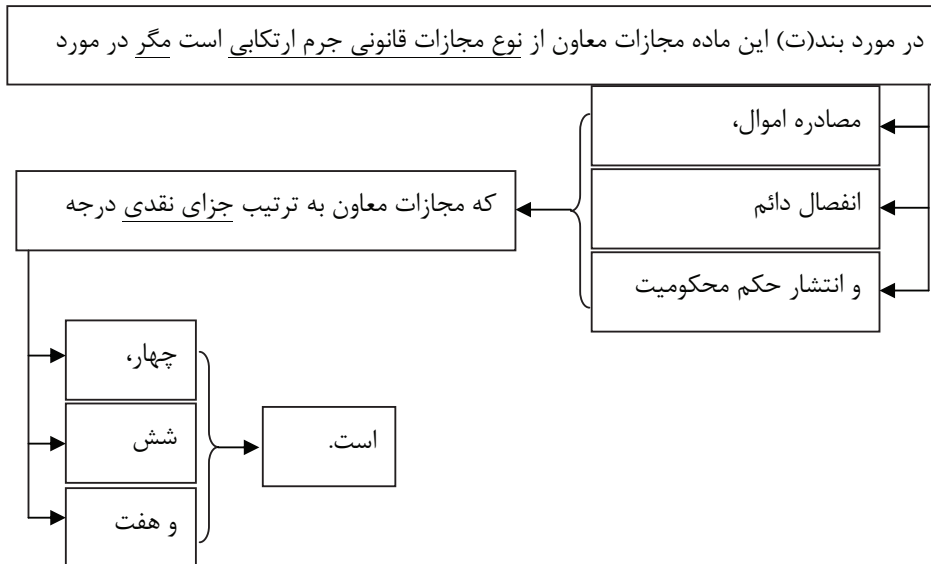 در مورد بند(ت) این ماده مجازات معاون از نوع مجازات قانونی جرم ارتکابی است مگر در مورد
مصادره اموال،
انفصال دائم
و انتشار حکم محکومیت
که مجازات معاون به ترتیب جزای نقدی درجه
چهار،
شش
و هفت
است.